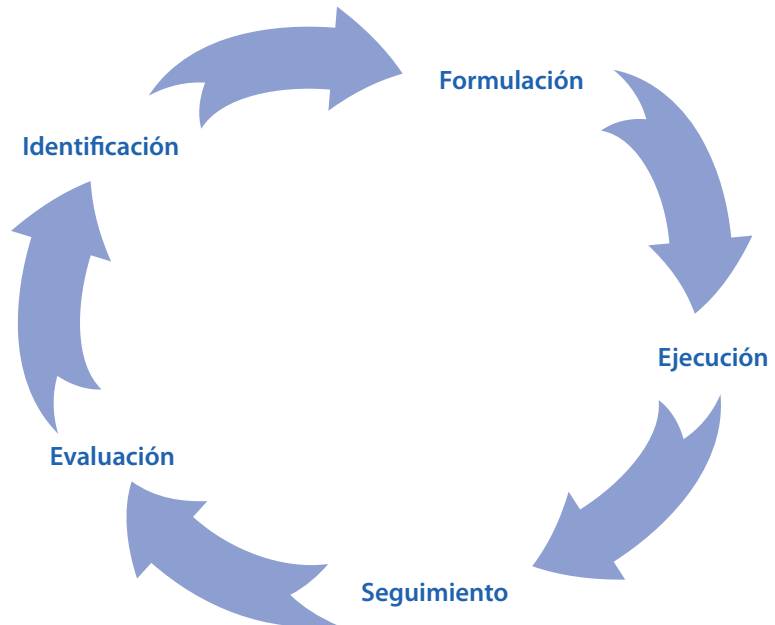 Formulación
Identificación
Ejecución
Evaluación
Seguimiento